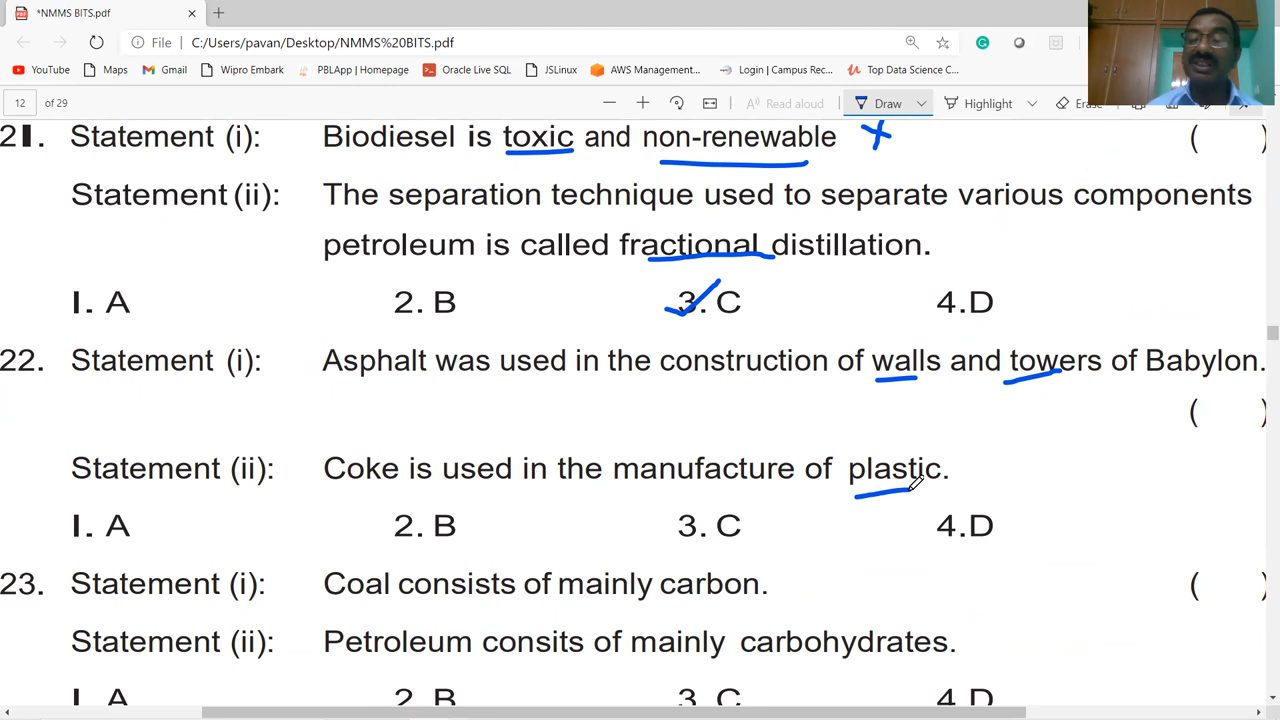 *NMMS BITS.pdf
File C:/Users/pavan/Desktop/NMMS%20BITS.pdf
YouTube Maps Gmail Wipro Embark PBLApp | Homepage Oracle Live SQL JSLinux AWS Management... Login | Campus Rec... Top Data Science C...
12 of 29 Read aloud Draw Highlight Erase
21. Statement (i): Biodiesel is toxic and non-renewable ( )
Statement (ii): The separation technique used to separate various components
petroleum is called fractional distillation.
I. A 2. B 3. C 4.D
22. Statement (i): Asphalt was used in the construction of walls and towers of Babylon.
( )
Statement (ii): Coke is used in the manufacture of plastic.
I. A 2. B 3. C 4.D
23. Statement (i): Coal consists of mainly carbon. ( )
Statement (ii): Petroleum consits of mainly carbohydrates.
I. A 2. B 3. C 4.D